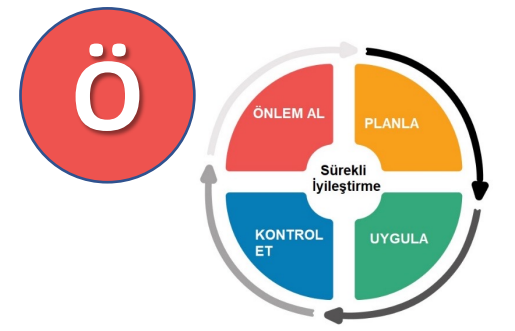 Ö
ÖNLEM AL
PLANLA
Sürekli
İyileştirme
KONTROL
ET
UYGULA